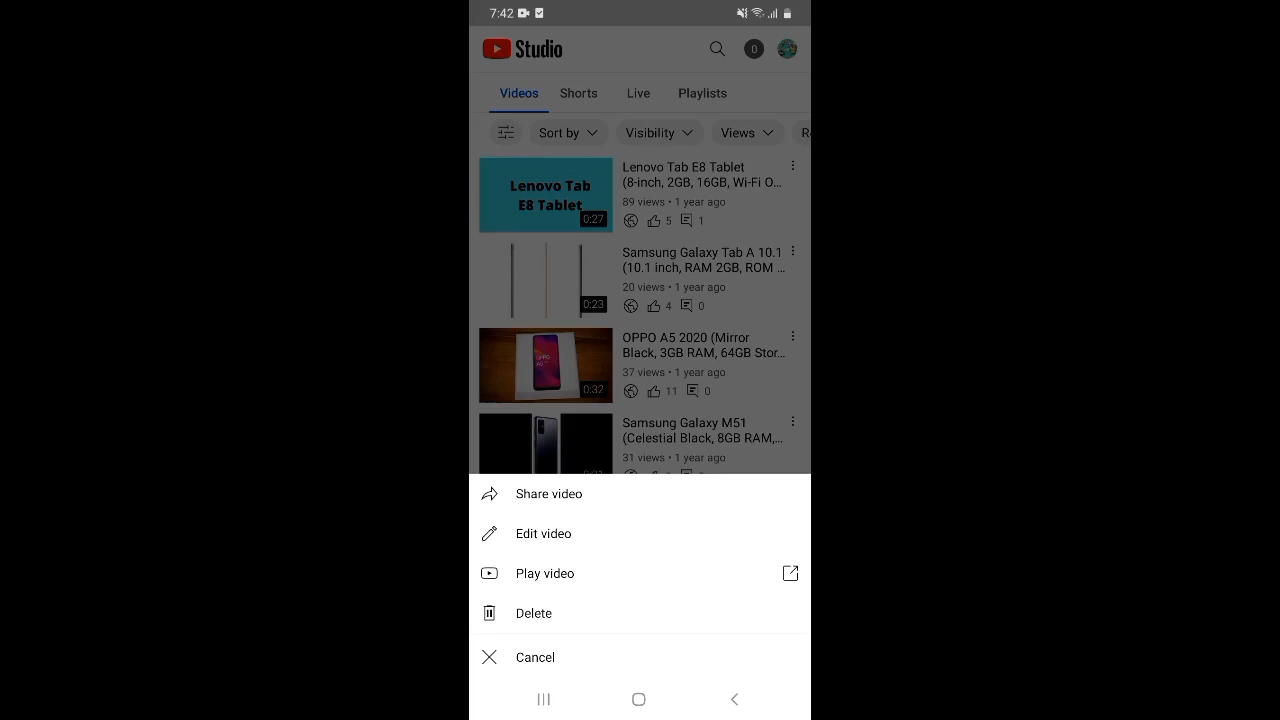 7:42
Studio
0
Videos Shorts Live Playlists
Sort by Visibility Views R
Lenovo Tab
E8 Tablet
0:27
Lenovo Tab E8 Tablet
(8-inch, 2GB, 16GB, Wi-Fi O...
89 views • 1 year ago
5 1
0:23
Samsung Galaxy Tab A 10.1
(10.1 inch, RAM 2GB, ROM ...
20 views • 1 year ago
4 0
OPPO
0:32
OPPO A5 2020 (Mirror
Black, 3GB RAM, 64GB Stor...
37 views • 1 year ago
11 0
Samsung Galaxy M51
(Celestial Black, 8GB RAM,...
31 views • 1 year ago
Share video
Edit video
Play video
Delete
Cancel